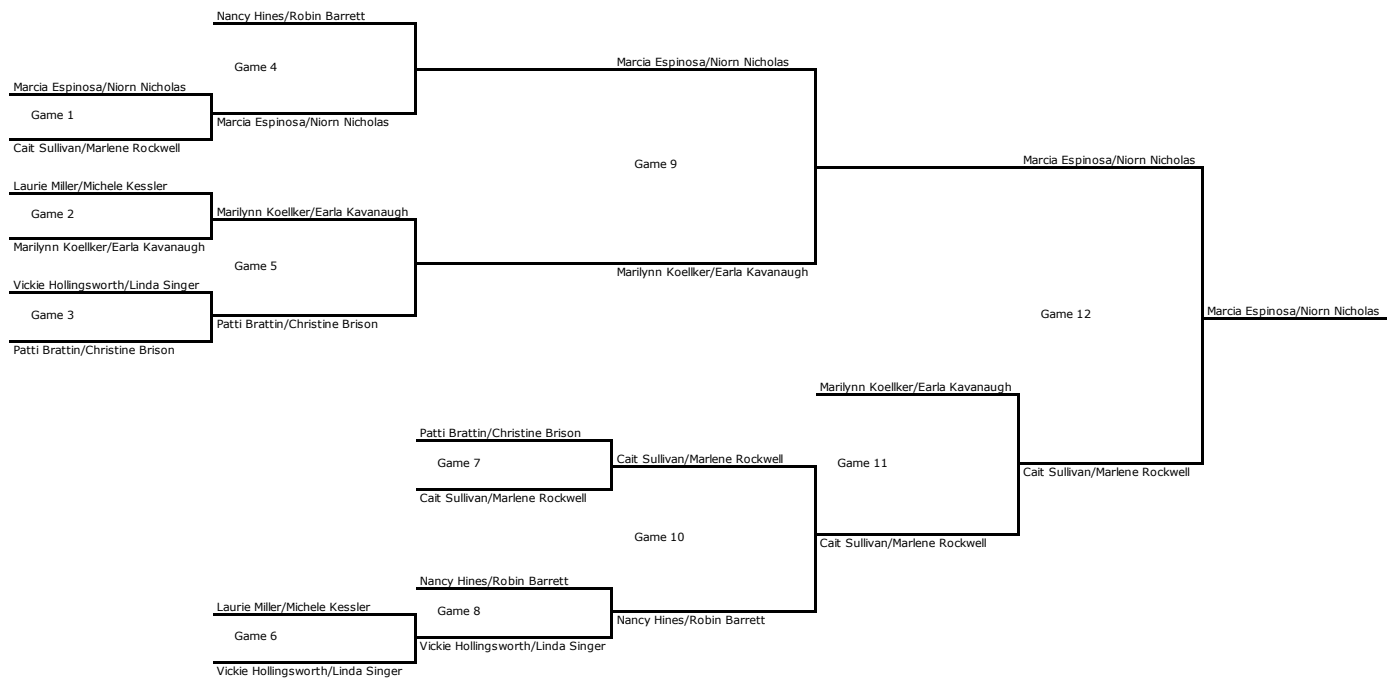 Nancy Hines/Robin Barrett
Game 4
Marcia Espinosa/Niorn Nicholas
Marcia Espinosa/Niorn Nicholas
Game 1
Marcia Espinosa/Niorn Nicholas
Cait Sullivan/Marlene Rockwell
Game 9
Marcia Espinosa/Niorn Nicholas
Laurie Miller/Michele Kessler
Game 2
Marilynn Koellker/Earla Kavanaugh
Marilynn Koellker/Earla Kavanaugh
Game 5
Marilynn Koellker/Earla Kavanaugh
Vickie Hollingsworth/Linda Singer
Game 3
Patti Brattin/Christine Brison
Patti Brattin/Christine Brison
Game 12
Marcia Espinosa/Niorn Nicholas
Marilynn Koellker/Earla Kavanaugh
Patti Brattin/Christine Brison
Game 7
Cait Sullivan/Marlene Rockwell
Game 11
Cait Sullivan/Marlene Rockwell
Cait Sullivan/Marlene Rockwell
Game 10
Cait Sullivan/Marlene Rockwell
Nancy Hines/Robin Barrett
Laurie Miller/Michele Kessler
Game 8
Nancy Hines/Robin Barrett
Game 6
Vickie Hollingsworth/Linda Singer
Vickie Hollingsworth/Linda Singer